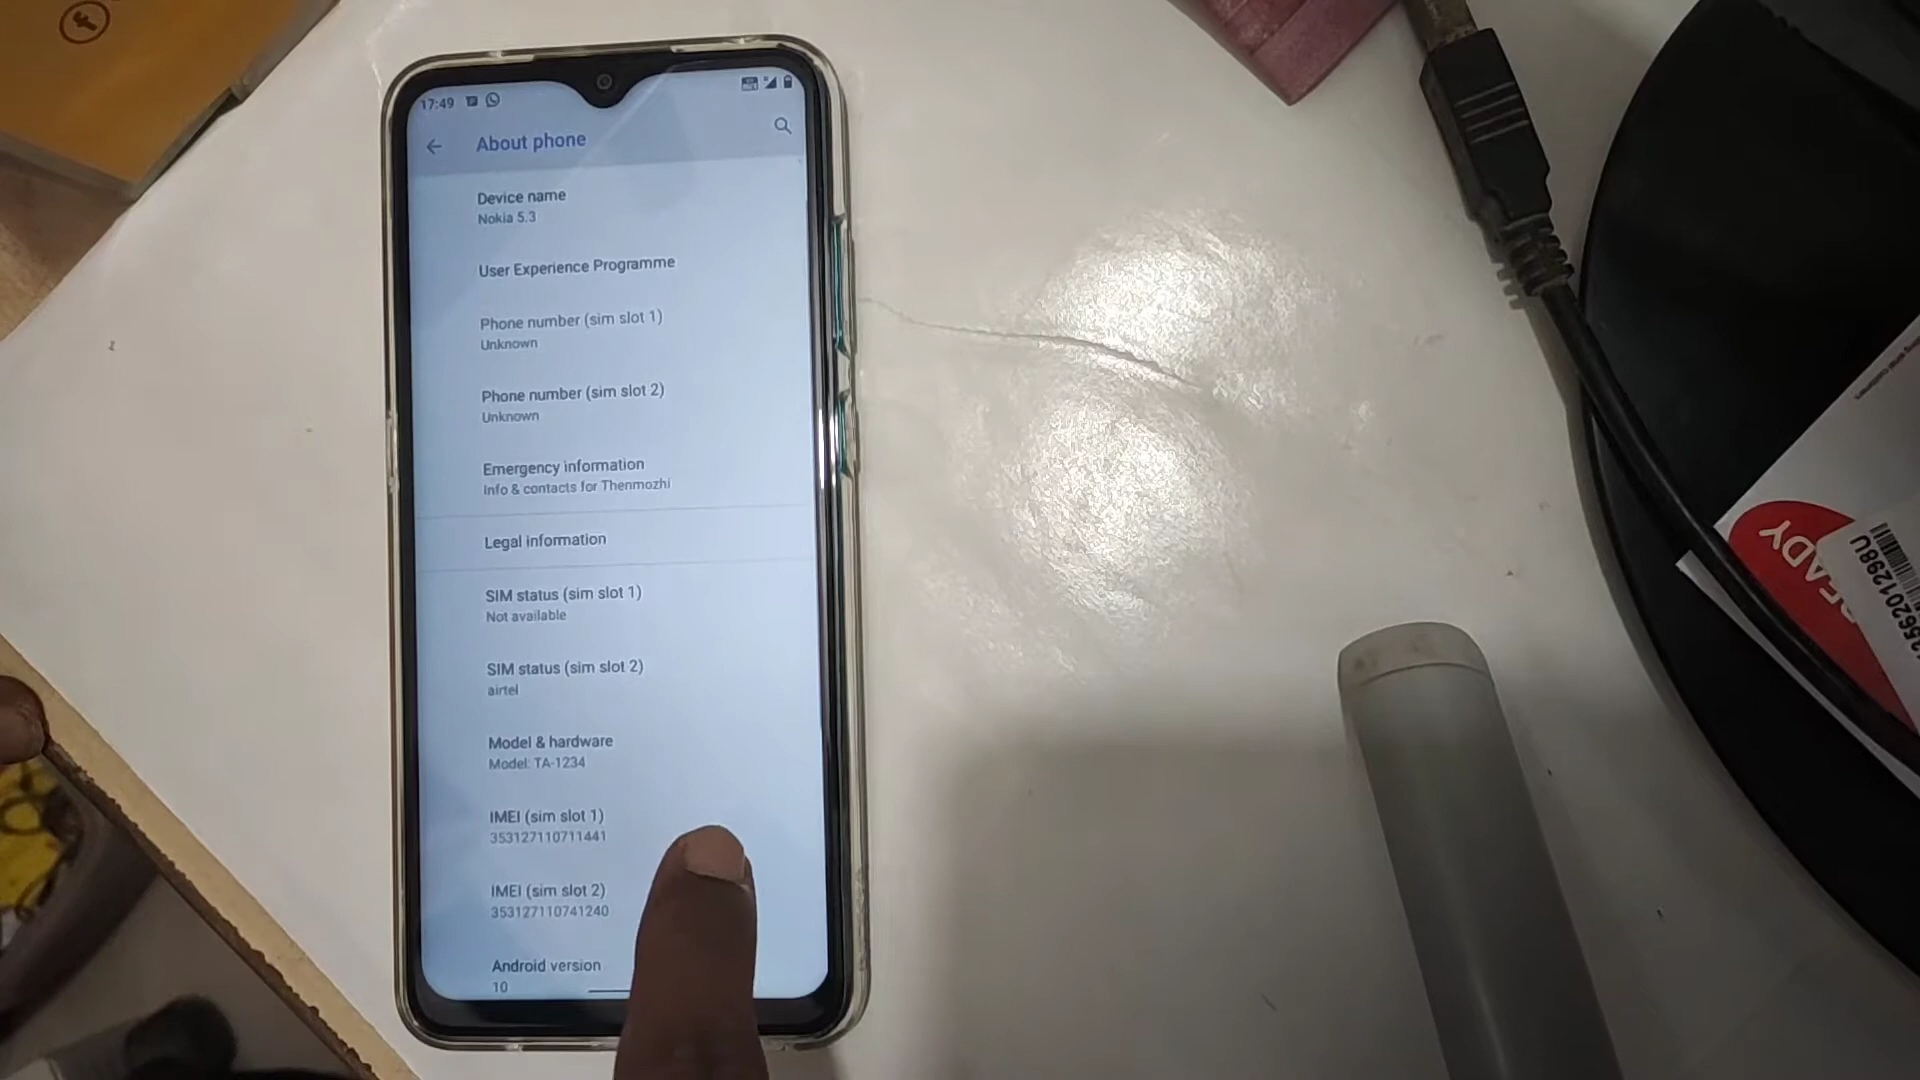 17:49
About phone
Device name
Nokia 5.3
User Experience Programme
Phone number (sim slot 1)
Unknown
Phone number (sim slot 2)
Unknown
Emergency information
Info & contacts for Thenmozhi
Legal information
SIM status (sim slot 1)
Not available
SIM status (sim slot 2)
airtel
Model & hardware
Model: TA-1234
IMEI (sim slot 1)
353127110711441
IMEI (sim slot 2)
353127110741240
Android version
10